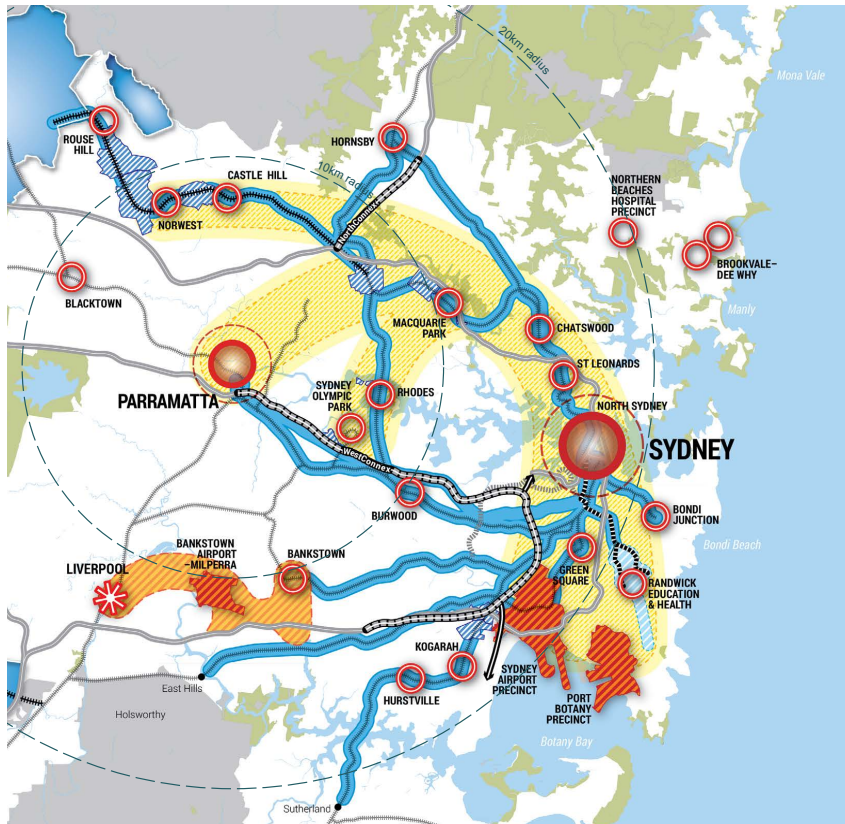 20km radius
Mona Vale
ROUSE
HILL
HORNSBY
CASTLE HILL
10km radius
NORTHERN
BEACHES
HOSPITAL
PRECINCT
NORWEST
NorthConnex
BROOKVALE–
DEE WHY
BLACKTOWN
Manly
MACQUARIE
PARK
CHATSWOOD
ST LEONARDS
PARRAMATTA
SYDNEY
OLYMPIC
PARK
RHODES
NORTH SYDNEY
SYDNEY
WestConnex
BURWOOD
BONDI
JUNCTION
Bondi Beach
BANKSTOWN
AIRPORT
–MILPERRA
BANKSTOWN
LIVERPOOL
GREEN
SQUARE
RANDWICK
EDUCATION
& HEALTH
KOGARAH
SYDNEY
AIRPORT
PRECINCT
East Hills
HURSTVILLE
PORT
BOTANY
PRECINCT
Holsworthy
Botany Bay
Sutherland